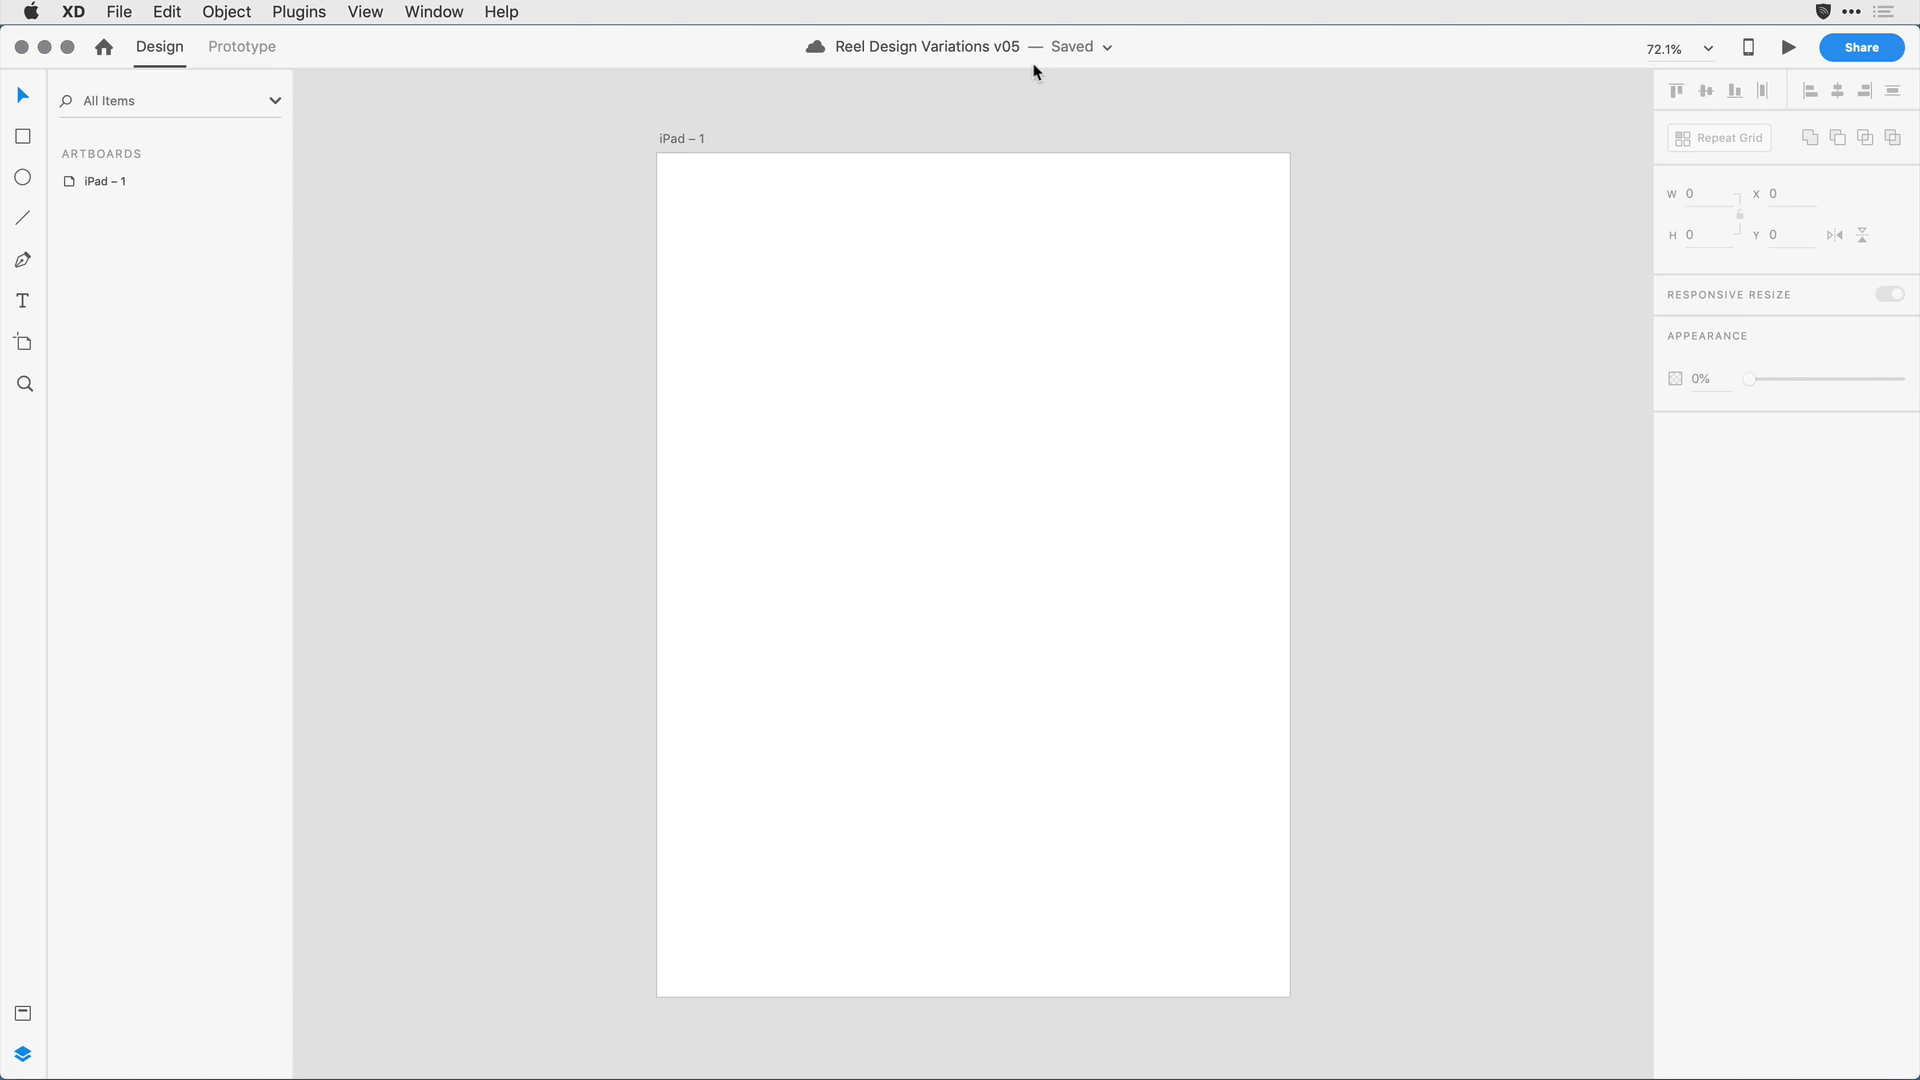 XD File Edit Object Plugins View Window Help
Design Prototype
Reel Design Variations v05 — Saved
72.1%
Share
All Items
ARTBOARDS
iPad – 1
iPad – 1
Repeat Grid
W 0 X 0
H 0 Y 0
RESPONSIVE RESIZE
APPEARANCE
0%